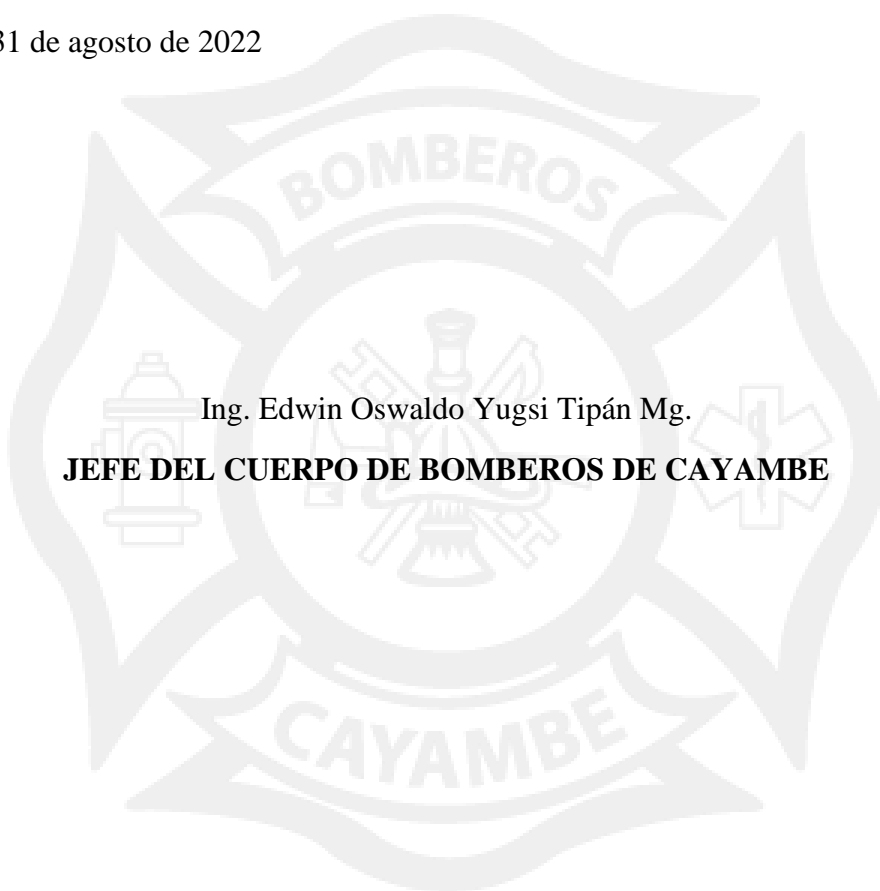 31 de agosto de 2022
BOMBEROS
Ing. Edwin Oswaldo Yugsi Tipán Mg.
JEFE DEL CUERPO DE BOMBEROS DE CAYAMBE
CAYAMBE